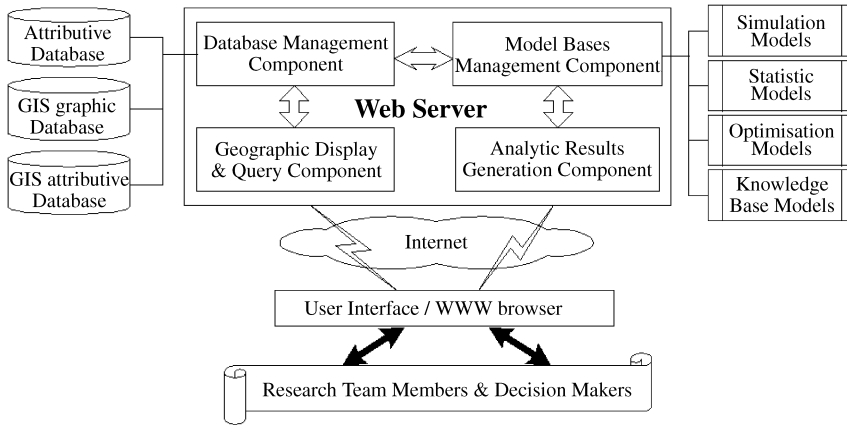 Attributive
Database
GIS graphic
Database
GIS attributive
Database
Database Management
Component
Model Bases
Management Component
Web Server
Geographic Display
& Query Component
Analytic Results
Generation Component
Simulation
Models
Statistic
Models
Optimisation
Models
Knowledge
Base Models
Internet
User Interface / WWW browser
Research Team Members & Decision Makers